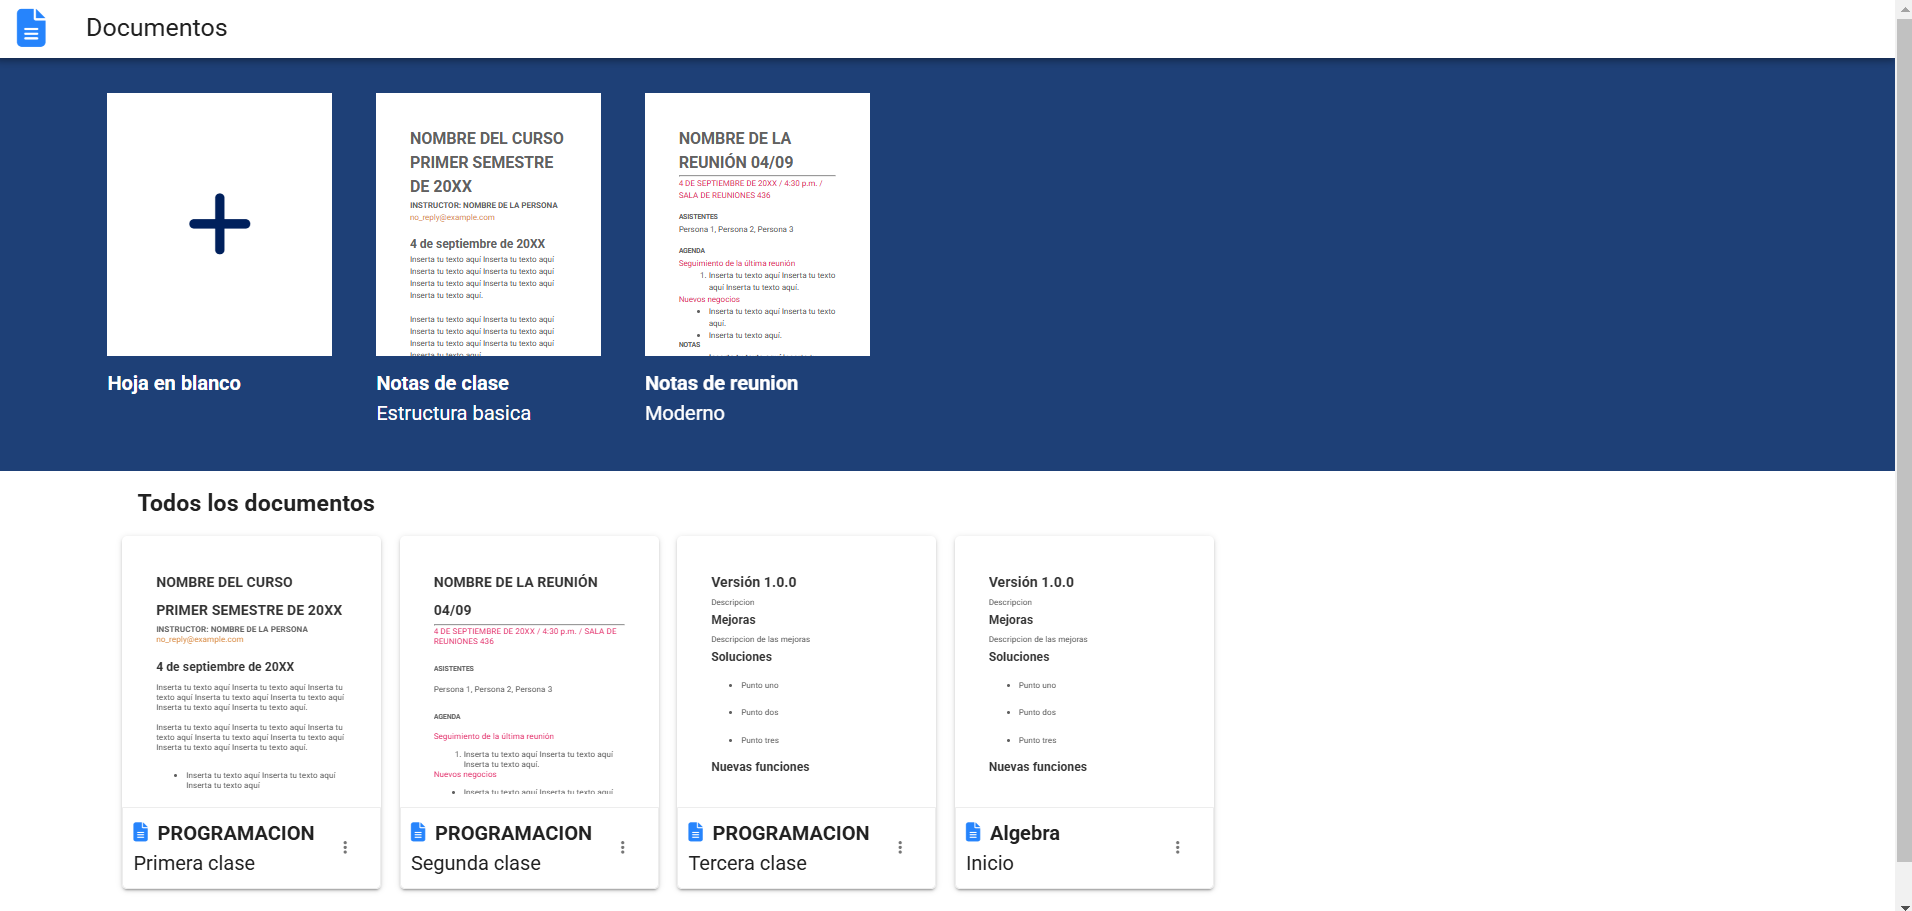 Documentos
NOMBRE DEL CURSO
PRIMER SEMESTRE
DE 20XX
INSTRUCTOR: NOMBRE DE LA PERSONA
no_reply@example.com
4 de septiembre de 20XX
Inserta tu texto aquí Inserta tu texto aquí
Inserta tu texto aquí Inserta tu texto aquí
Inserta tu texto aquí Inserta tu texto aquí
Inserta tu texto aquí.
Inserta tu texto aquí Inserta tu texto aquí
Inserta tu texto aquí Inserta tu texto aquí
Inserta tu texto aquí Inserta tu texto aquí
Inserta tu texto aquí.
NOMBRE DE LA
REUNIÓN 04/09
4 DE SEPTIEMBRE DE 20XX / 4:30 p.m. /
SALA DE REUNIONES 436
ASISTENTES
Persona 1, Persona 2, Persona 3
AGENDA
Seguimiento de la última reunión
1. Inserta tu texto aquí Inserta tu texto
aquí Inserta tu texto aquí.
Nuevos negocios
• Inserta tu texto aquí Inserta tu texto
aquí.
• Inserta tu texto aquí.
NOTAS
Hoja en blanco
Notas de clase
Estructura basica
Notas de reunion
Moderno
Todos los documentos
NOMBRE DEL CURSO
PRIMER SEMESTRE DE 20XX
INSTRUCTOR: NOMBRE DE LA PERSONA
no_reply@example.com
4 de septiembre de 20XX
Inserta tu texto aquí Inserta tu texto aquí Inserta tu
texto aquí Inserta tu texto aquí Inserta tu texto aquí
Inserta tu texto aquí Inserta tu texto aquí.
Inserta tu texto aquí Inserta tu texto aquí Inserta tu
texto aquí Inserta tu texto aquí Inserta tu texto aquí
Inserta tu texto aquí Inserta tu texto aquí.
• Inserta tu texto aquí Inserta tu texto aquí
Inserta tu texto aquí
PROGRAMACION
Primera clase
NOMBRE DE LA REUNIÓN
04/09
4 DE SEPTIEMBRE DE 20XX / 4:30 p.m. / SALA DE
REUNIONES 436
ASISTENTES
Persona 1, Persona 2, Persona 3
AGENDA
Seguimiento de la última reunión
1. Inserta tu texto aquí Inserta tu texto aquí
Inserta tu texto aquí.
Nuevos negocios
• Inserta tu texto aquí Inserta tu texto aquí
PROGRAMACION
Segunda clase
Versión 1.0.0
Descripcion
Mejoras
Descripcion de las mejoras
Soluciones
• Punto uno
• Punto dos
• Punto tres
Nuevas funciones
PROGRAMACION
Tercera clase
Versión 1.0.0
Descripcion
Mejoras
Descripcion de las mejoras
Soluciones
• Punto uno
• Punto dos
• Punto tres
Nuevas funciones
Algebra
Inicio